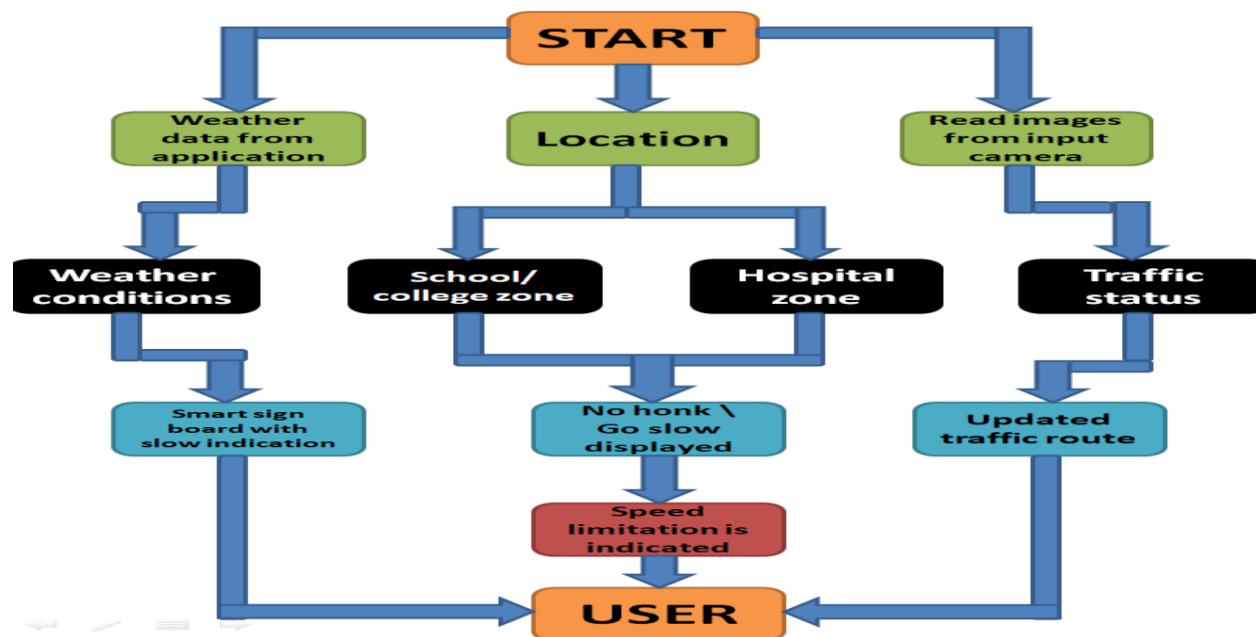 START
Weather
data from
application
Location
Read images
from input
camera
Weather
conditions
School/
college zone
Hospital
zone
Traffic
status
Smart sign
board with
slow indication
No honk \
Go slow
displayed
Updated
traffic route
Speed
limitation is
indicated
USER